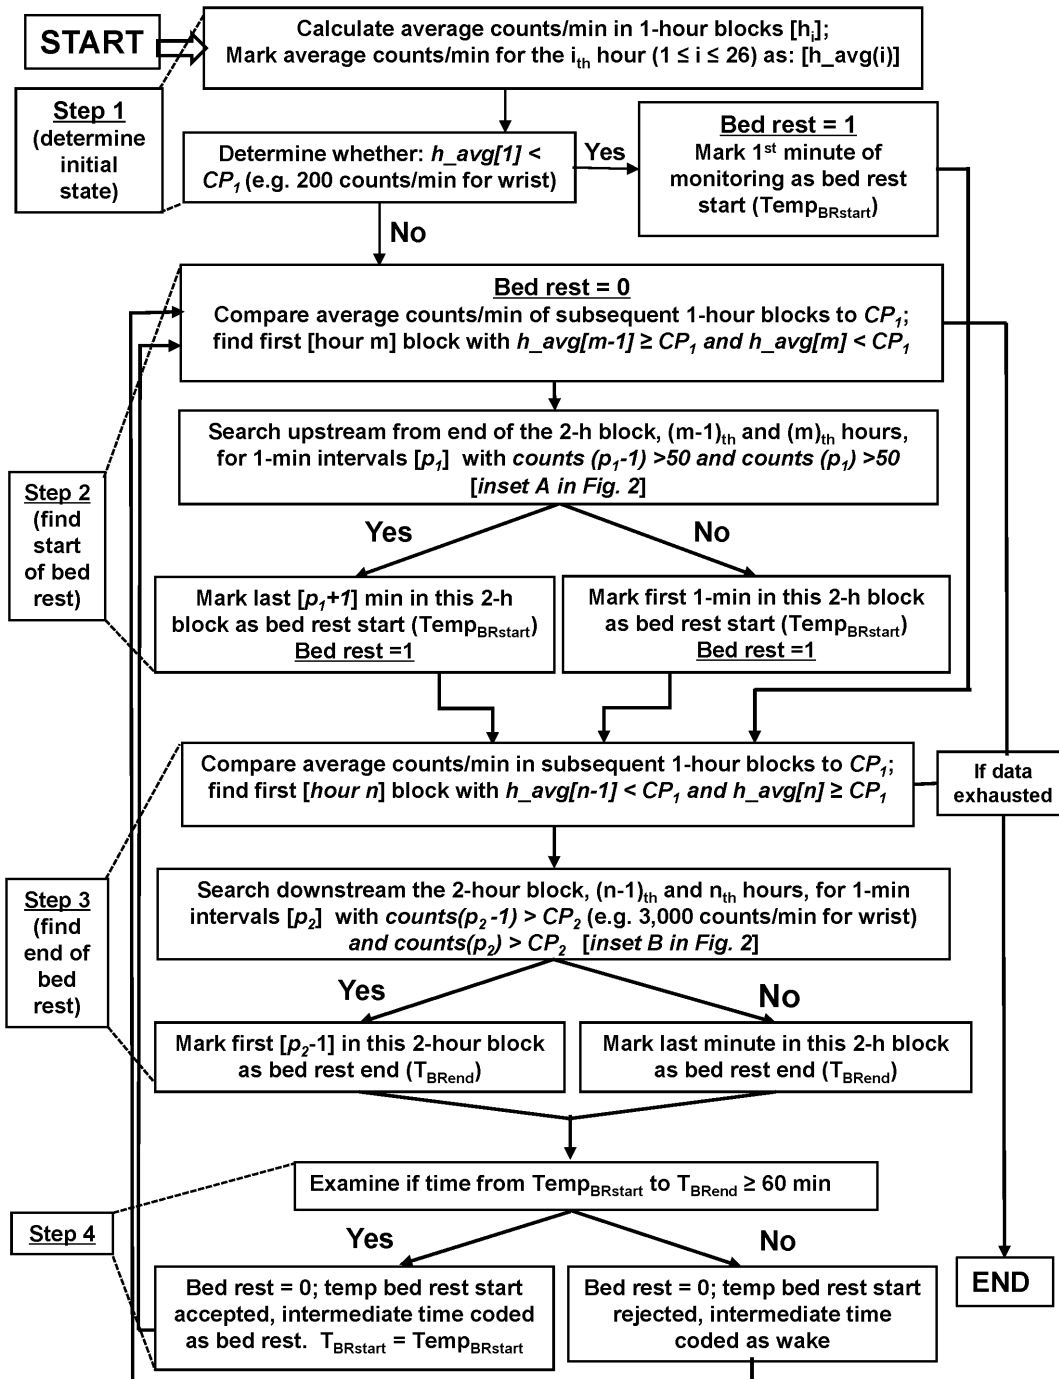 START
Calculate average counts/min in 1-hour blocks [hi];
Mark average counts/min for the ith hour (1 ≤ i ≤ 26) as: [h_avg(i)]
Step 1
(determine
initial
state)
Determine whether: h_avg[1] <
CP1 (e.g. 200 counts/min for wrist)
Yes
Bed rest = 1
Mark 1st minute of
monitoring as bed rest
start (TempBRstart)
No
Bed rest = 0
Compare average counts/min of subsequent 1-hour blocks to CP1;
find first [hour m] block with h_avg[m-1] ≥ CP1 and h_avg[m] < CP1
Search upstream from end of the 2-h block, (m-1)th and (m)th hours,
for 1-min intervals [p1] with counts (p1-1) >50 and counts (p1) >50
[inset A in Fig. 2]
Step 2
(find
start
of bed
rest)
Yes
No
Mark last [p1+1] min in this 2-h
block as bed rest start (TempBRstart)
Bed rest =1
Mark first 1-min in this 2-h block
as bed rest start (TempBRstart)
Bed rest =1
Compare average counts/min in subsequent 1-hour blocks to CP1;
find first [hour n] block with h_avg[n-1] < CP1 and h_avg[n] ≥ CP1
If data
exhausted
Step 3
(find
end of
bed
rest)
Search downstream the 2-hour block, (n-1)th and nth hours, for 1-min
intervals [p2] with counts(p2 -1) > CP2 (e.g. 3,000 counts/min for wrist)
and counts(p2) > CP2 [inset B in Fig. 2]
Yes
No
Mark first [p2-1] in this 2-hour block
as bed rest end (TBRend)
Mark last minute in this 2-h block
as bed rest end (TBRend)
Examine if time from TempBRstart to TBRend ≥ 60 min
Step 4
Yes
No
Bed rest = 0; temp bed rest start
accepted, intermediate time coded
as bed rest. TBRstart = TempBRstart
Bed rest = 0; temp bed rest start
rejected, intermediate time
coded as wake
END